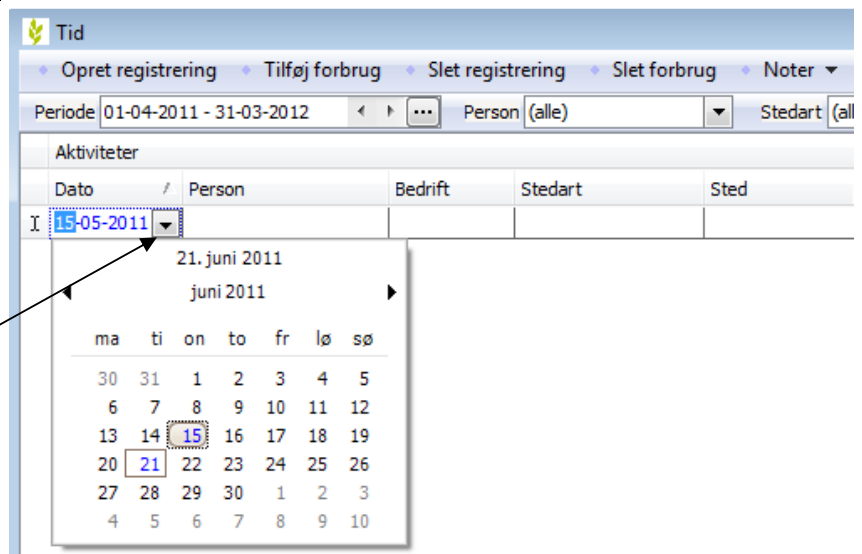 Tid
Opret registrering Tilføj forbrug Slet registrering Slet forbrug Noter
Periode 01-04-2011 - 31-03-2012 ... Person (alle) Stedart (all
Aktiviteter
Dato Person Bedrift Stedart Sted
15-05-2011
21. juni 2011
juni 2011
ma ti on to fr lø sø
30 31 1 2 3 4 5
6 7 8 9 10 11 12
13 14 15 16 17 18 19
20 21 22 23 24 25 26
27 28 29 30 1 2 3
4 5 6 7 8 9 10